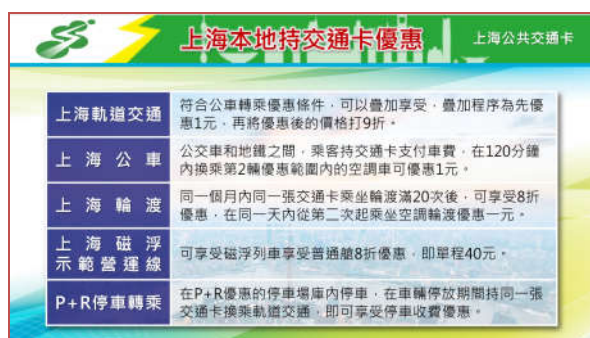 上海本地持交通卡優惠
上海公共交通卡
上海軌道交通
符合公車轉乘優惠條件，可以疊加享受，疊加程序為先優
惠1元，再將優惠後的價格打9折。
上海公車
公交車和地鐵之間，乘客持交通卡支付車費，在120分鐘
內換乘第2輛優惠範圍內的空調車可優惠1元。
上海輪渡
同一個月內同一張交通卡乘坐輪渡滿20次後，可享受8折
優惠，在同一天內從第二次起乘坐空調輪渡優惠一元。
上海磁浮
示範營運線
可享受磁浮列車享受普通艙8折優惠，即單程40元。
P+R停車轉乘
在P+R優惠的停車場庫內停車，在車輛停放期間持同一張
交通卡換乘軌道交通，即可享受停車收費優惠。